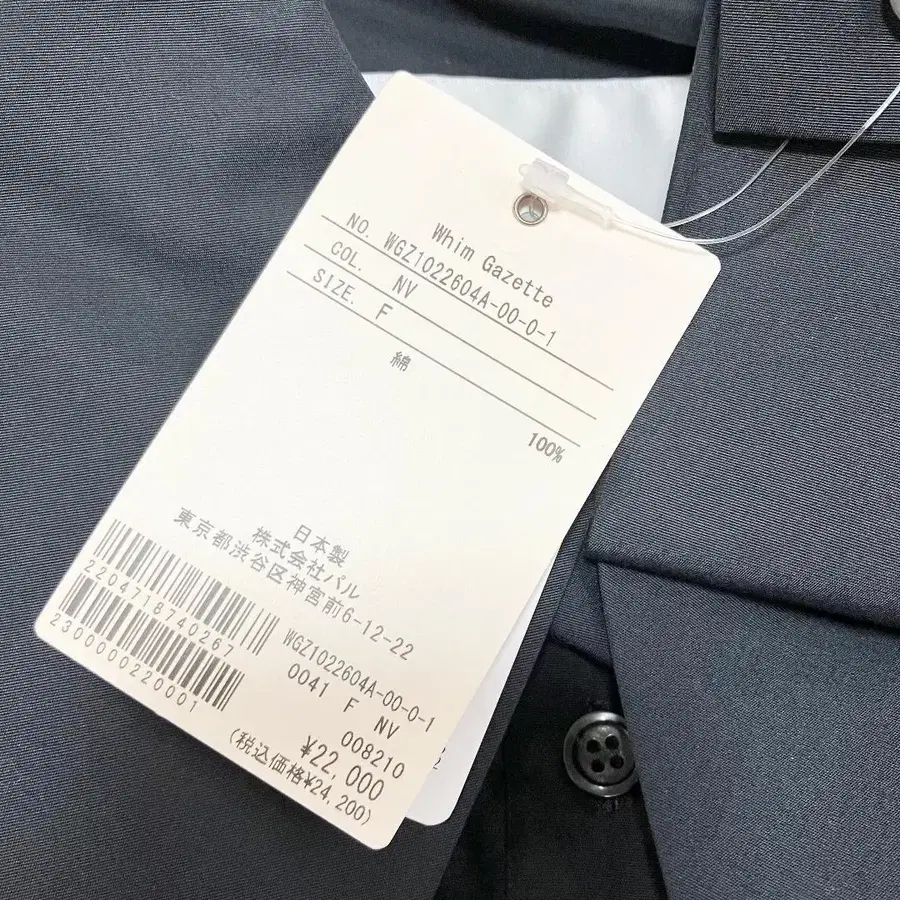 Whim Gazette
NO. WGZ1022604A-00-0-1
COL. NV
SIZE. F
綿 100%
日本製
株式会社パル
東京都渋谷区神宮前6-12-22
2204718740267
2300000220001
WGZ1022604A-00-0-1
0041 F NV
008210
¥22,000
(税込価格¥24,200)
2